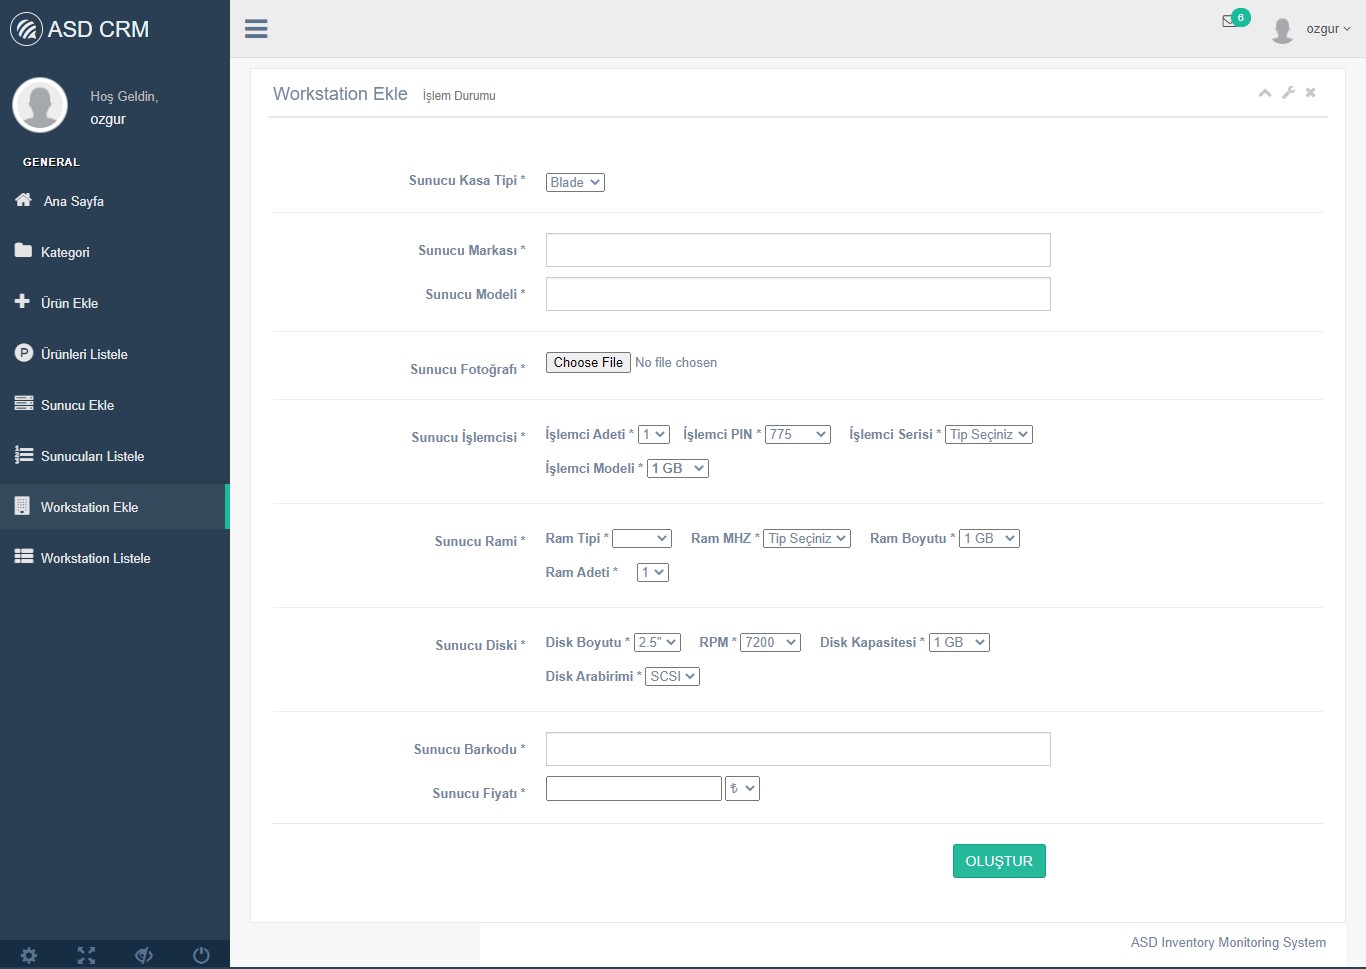 ASD CRM
6
ozgur
Hoş Geldin,
ozgur
GENERAL
Ana Sayfa
Kategori
Ürün Ekle
P Ürünleri Listele
Sunucu Ekle
Sunucuları Listele
Workstation Ekle
Workstation Listele
Workstation Ekle İşlem Durumu
Sunucu Kasa Tipi * Blade
Sunucu Markası *
Sunucu Modeli *
Sunucu Fotoğrafı * Choose File No file chosen
Sunucu İşlemcisi * İşlemci Adeti * 1 İşlemci PIN * 775 İşlemci Serisi * Tip Seçiniz
İşlemci Modeli * 1 GB
Sunucu Rami * Ram Tipi * Ram MHZ * Tip Seçiniz Ram Boyutu * 1 GB
Ram Adeti * 1
Sunucu Diski * Disk Boyutu * 2.5" RPM * 7200 Disk Kapasitesi * 1 GB
Disk Arabirimi * SCSI
Sunucu Barkodu *
Sunucu Fiyatı * ₺
OLUŞTUR
ASD Inventory Monitoring System